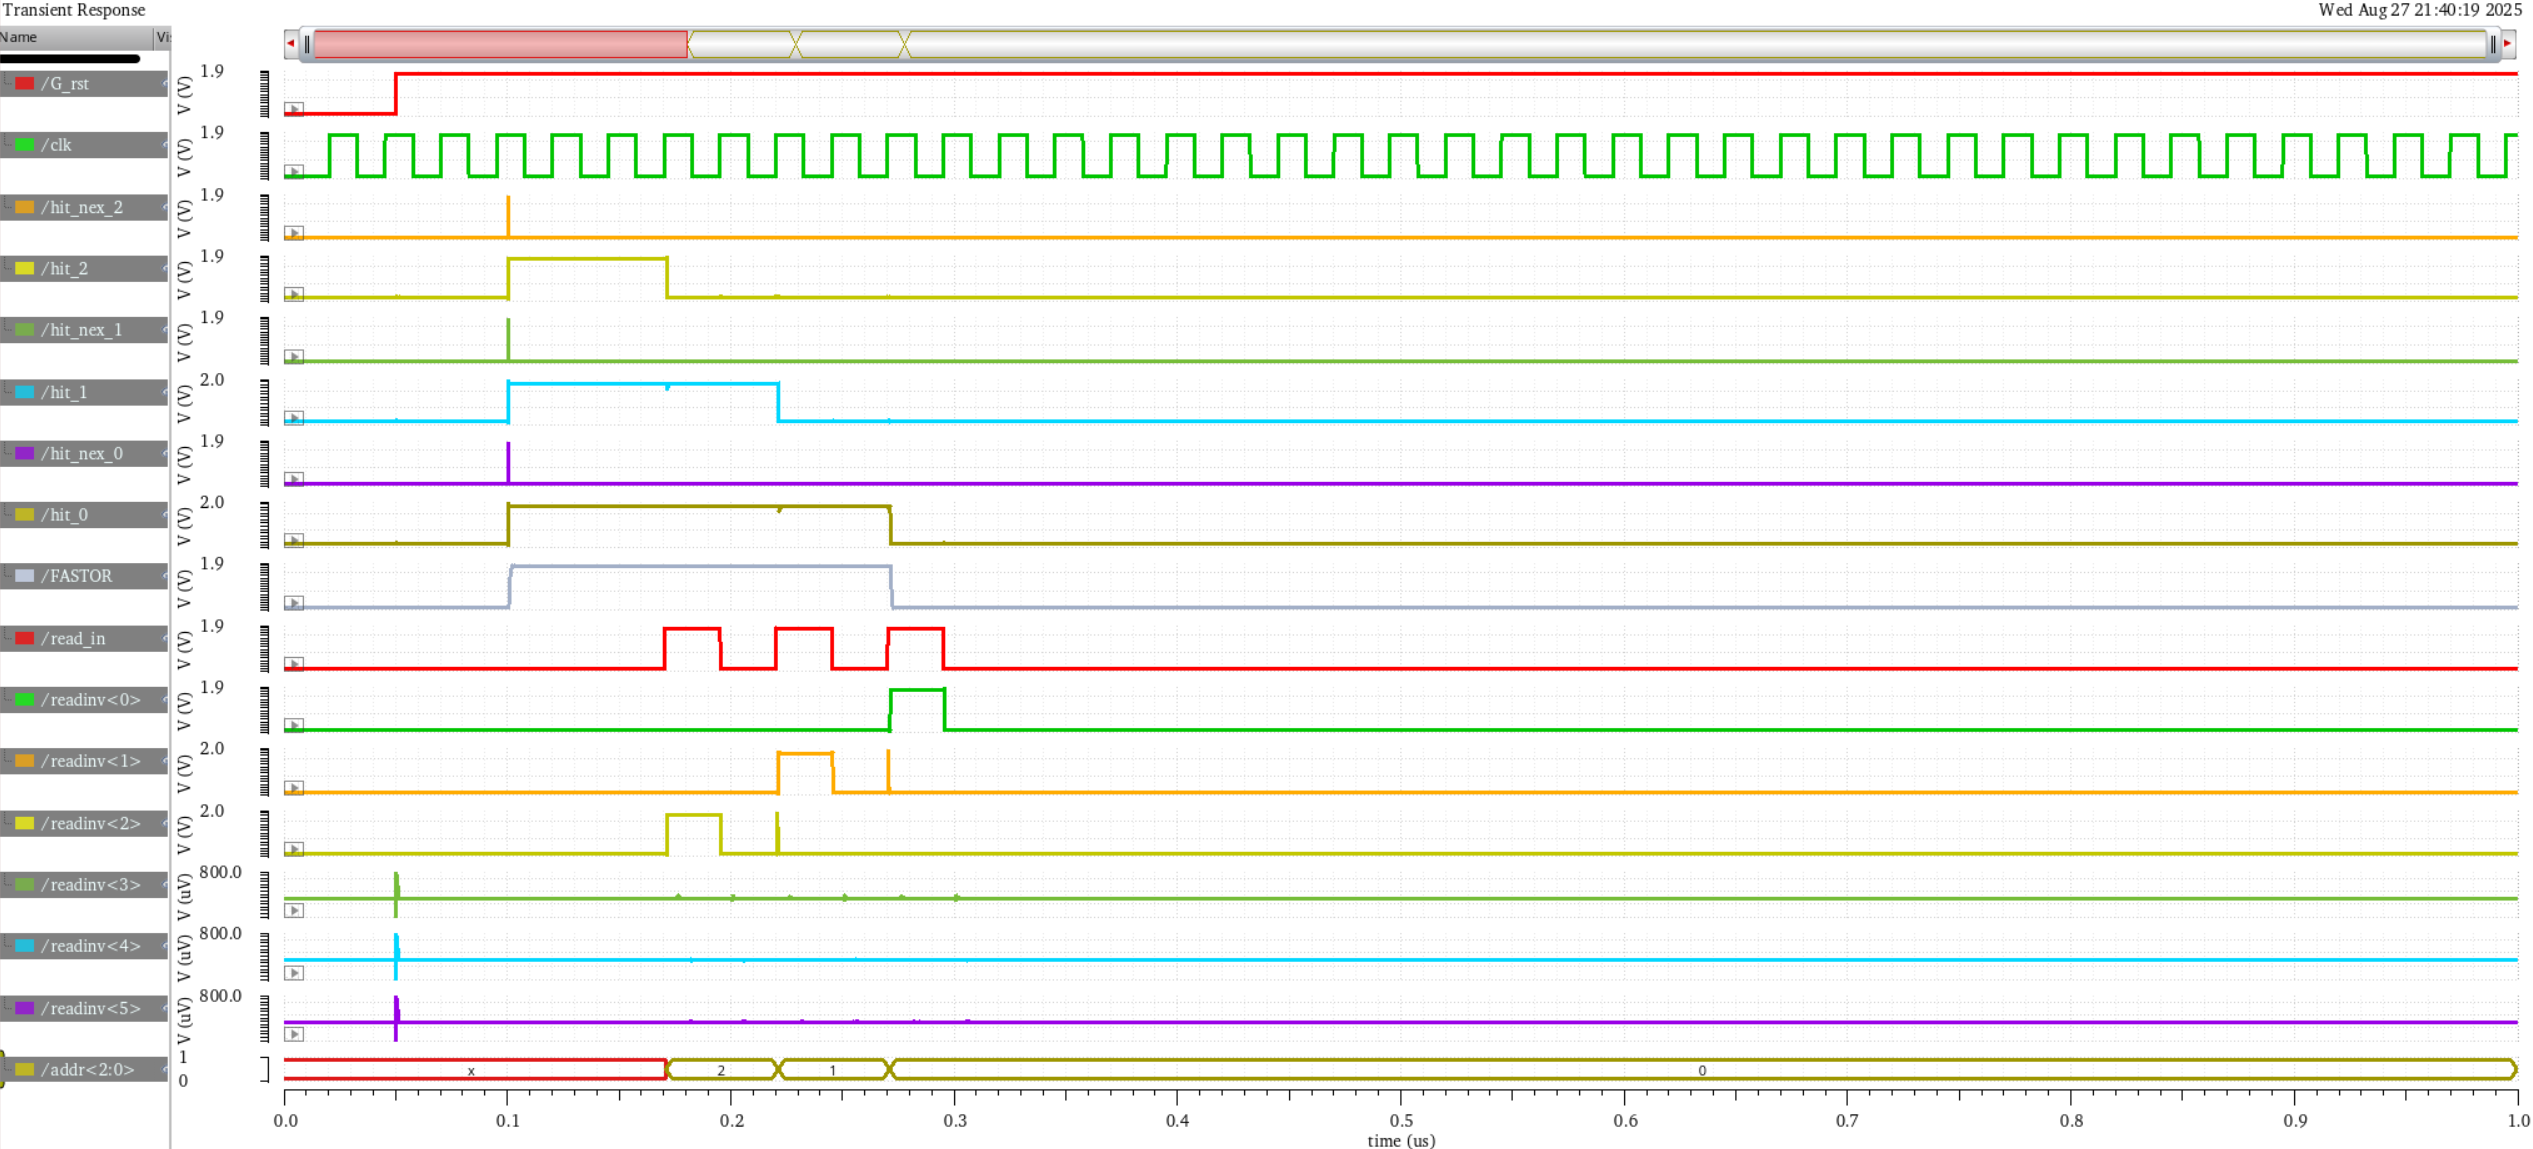 Transient Response
Wed Aug 27 21:40:19 2025
Name Vis
/G_rst V (V) 1.9
/clk V (V) 1.9
/hit_nex_2 V (V) 1.9
/hit_2 V (V) 1.9
/hit_nex_1 V (V) 1.9
/hit_1 V (V) 2.0
/hit_nex_0 V (V) 1.9
/hit_0 V (V) 2.0
/FASTOR V (V) 1.9
/read_in V (V) 1.9
/readinv<0> V (V) 1.9
/readinv<1> V (V) 2.0
/readinv<2> V (V) 2.0
/readinv<3> V (uV) 800.0
/readinv<4> V (uV) 800.0
/readinv<5> V (uV) 800.0
/addr<2:0> 1 0 x 2 1 0
0.0 0.1 0.2 0.3 0.4 0.5 0.6 0.7 0.8 0.9 1.0
time (us)